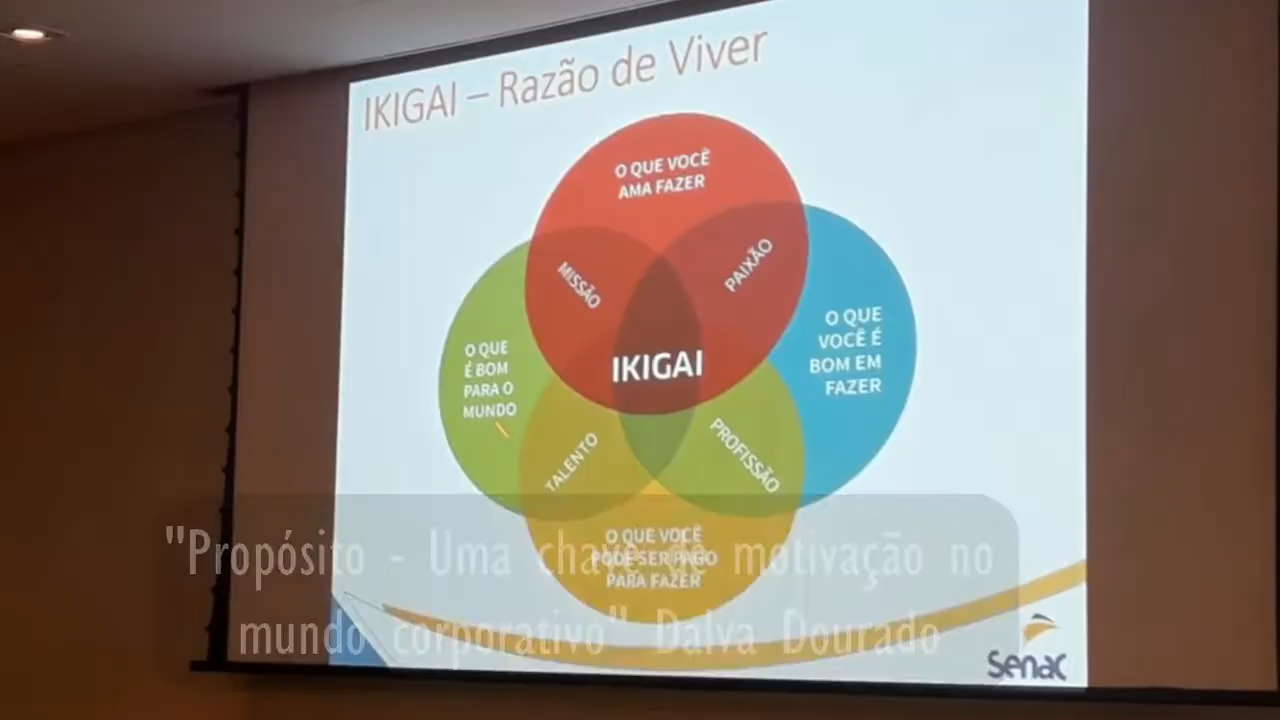 IKIGAI – Razão de Viver
O QUE VOCÊ
AMA FAZER
MISSÃO
PAIXÃO
O QUE
É BOM
PARA O
MUNDO
IKIGAI
O QUE
VOCÊ É
BOM EM
FAZER
TALENTO
PROFISSÃO
O QUE VOCÊ
PODE SER PAGO
PARA FAZER
"Propósito - Uma chave de motivação no
mundo corporativo" Dalva Dourado
Senac